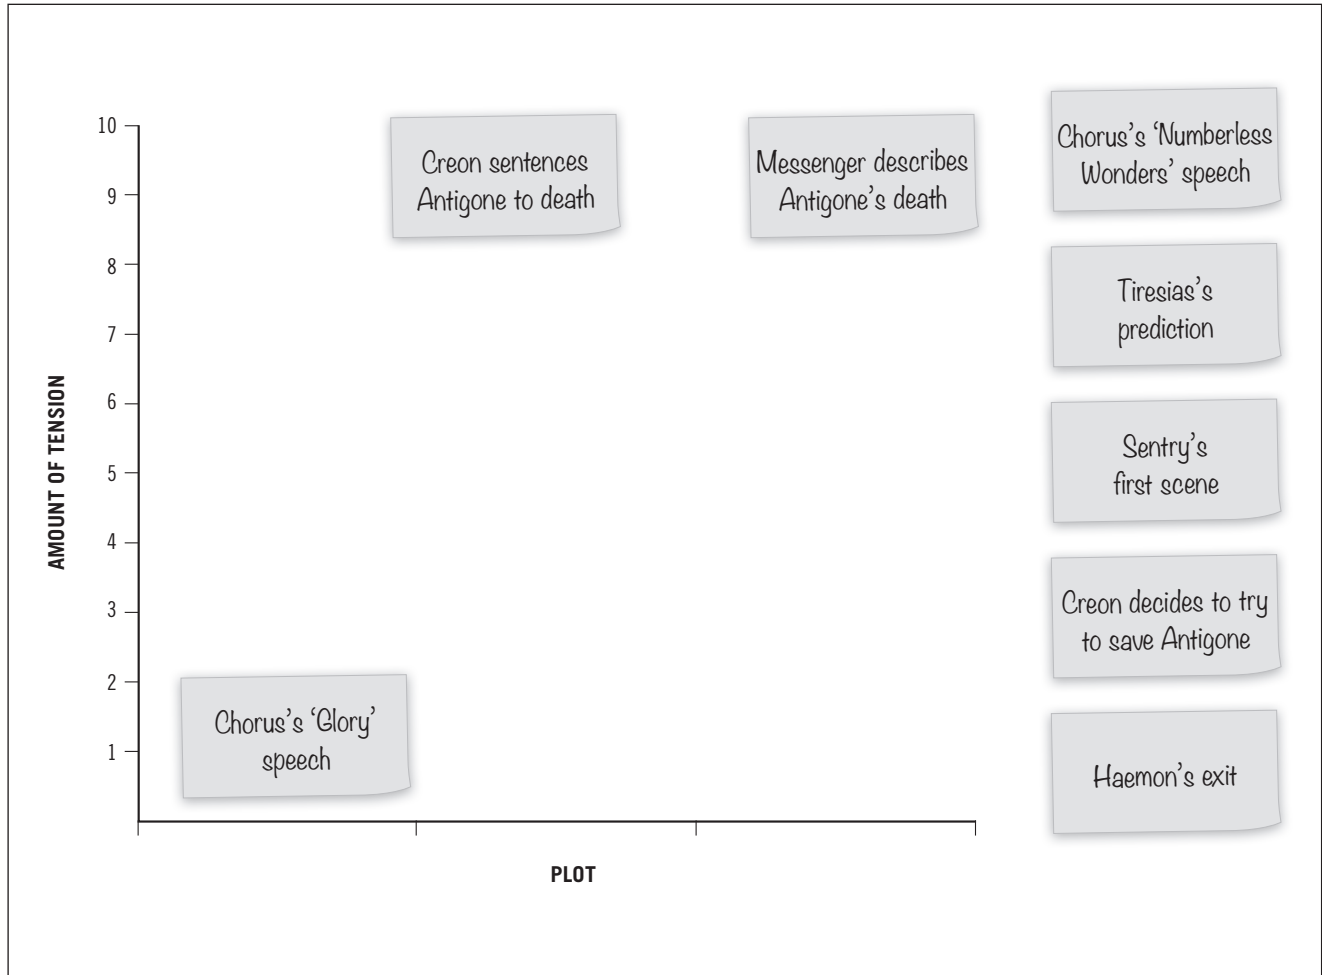 10
9
8
7
6
5
4
3
2
1
AMOUNT OF TENSION
Creon sentences
Antigone to death
Messenger describes
Antigone's death
Chorus's 'Glory'
speech
PLOT
Chorus's 'Numberless
Wonders' speech
Tiresias's
prediction
Sentry's
first scene
Creon decides to try
to save Antigone
Haemon's exit